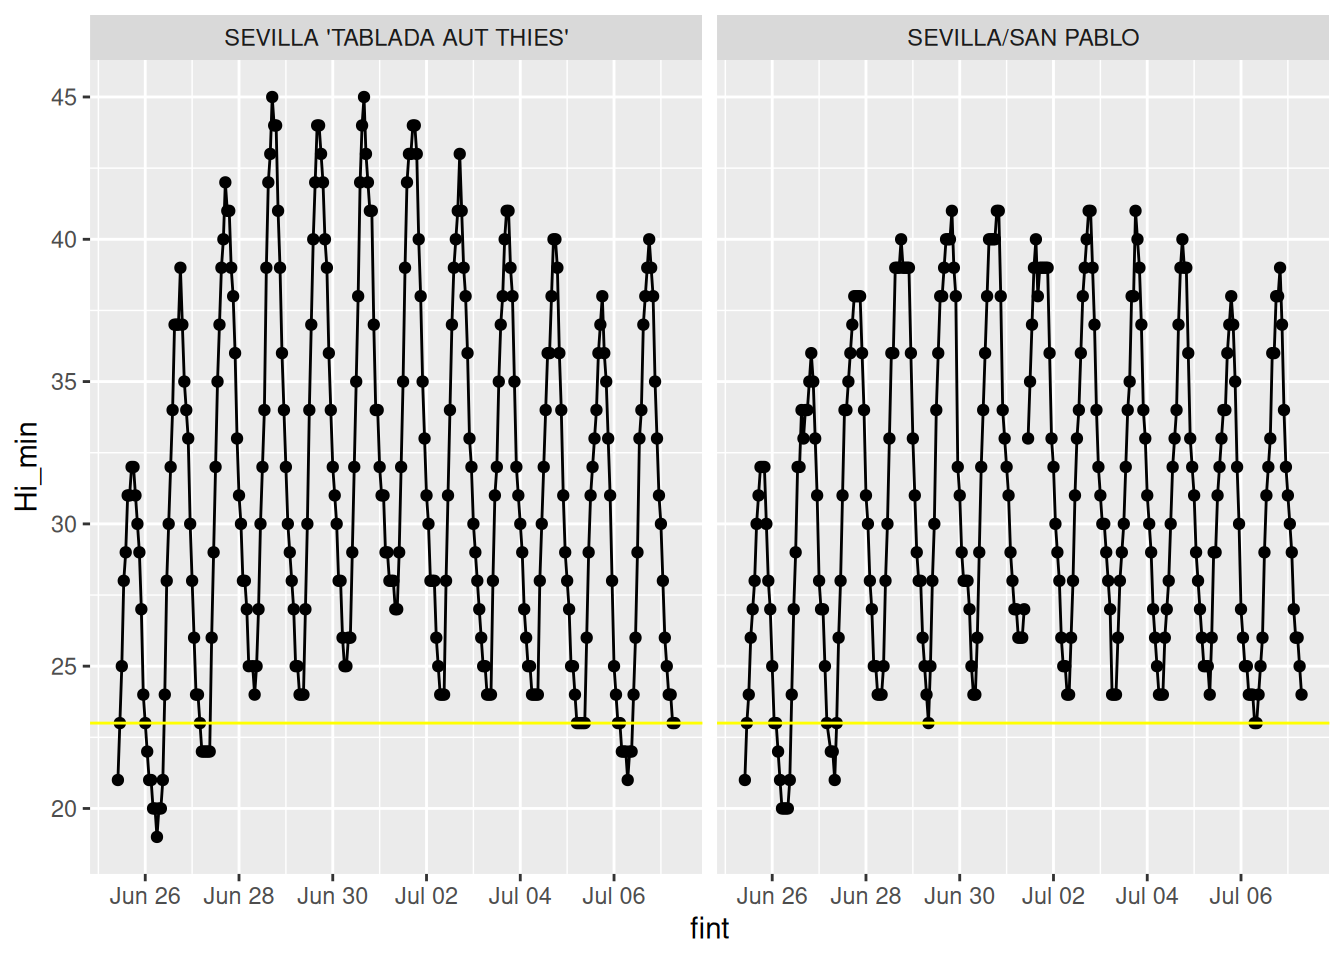 SEVILLA 'TABLADA AUT THIES'
SEVILLA/SAN PABLO
45
40
35
30
25
20
Hi_min
Jun 26 Jun 28 Jun 30 Jul 02 Jul 04 Jul 06
Jun 26 Jun 28 Jun 30 Jul 02 Jul 04 Jul 06
fint